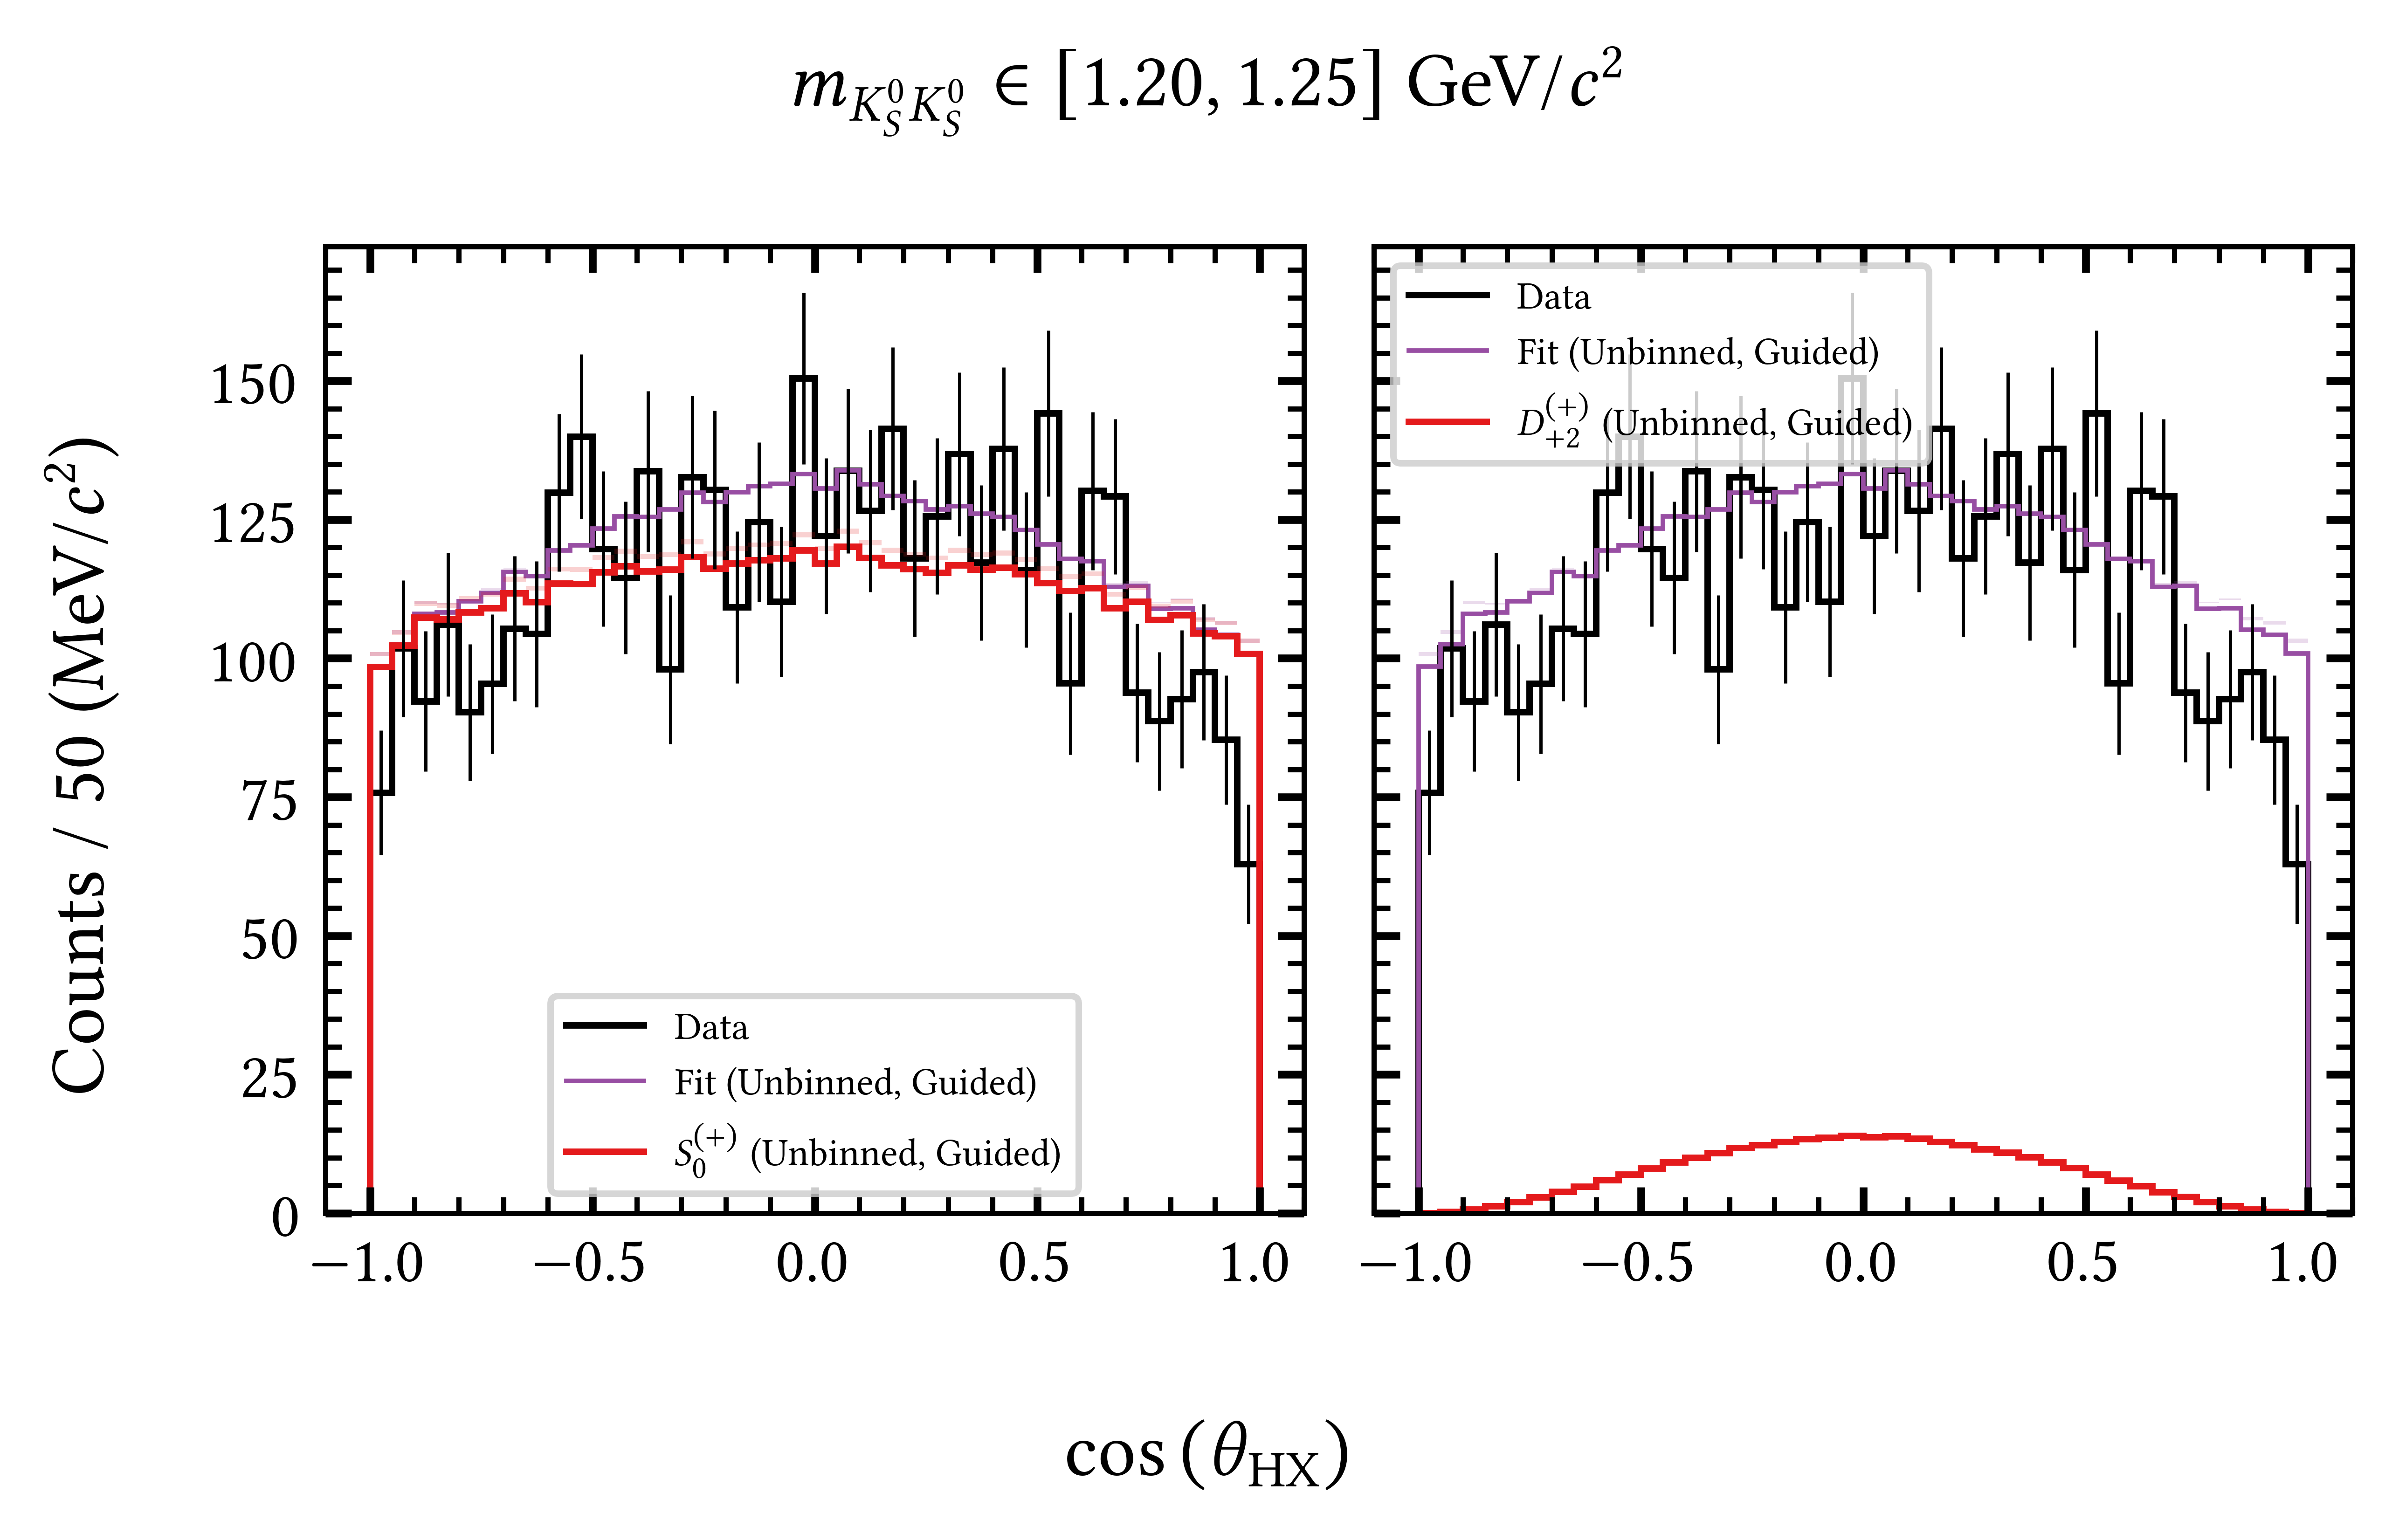 m_{K_S^0 K_S^0} ∈ [1.20, 1.25] GeV/c²
Counts / 50 (MeV/c²)
150
125
100
75
50
25
0
Data
Fit (Unbinned, Guided)
S_0^{(+)} (Unbinned, Guided)
−1.0 −0.5 0.0 0.5 1.0
Data
Fit (Unbinned, Guided)
D_{+2}^{(+)} (Unbinned, Guided)
−1.0 −0.5 0.0 0.5 1.0
cos (θ_HX)